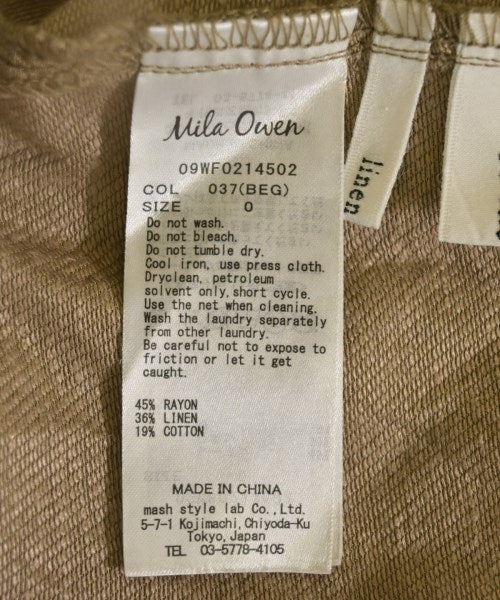 Mila Owen
09WF0214502
COL 037(BEG)
SIZE 0
Do not wash.
Do not bleach.
Do not tumble dry.
Cool iron, use press cloth.
Dryclean, petroleum
solvent only, short cycle.
Use the net when cleaning.
Wash the laundry separately
from other laundry.
Be careful not to expose to
friction or let it get
caught.
45% RAYON
36% LINEN
19% COTTON
MADE IN CHINA
mash style lab Co.,Ltd.
5-7-1 Kojimachi,Chiyoda-Ku
Tokyo,Japan
TEL 03-5778-4105
linen